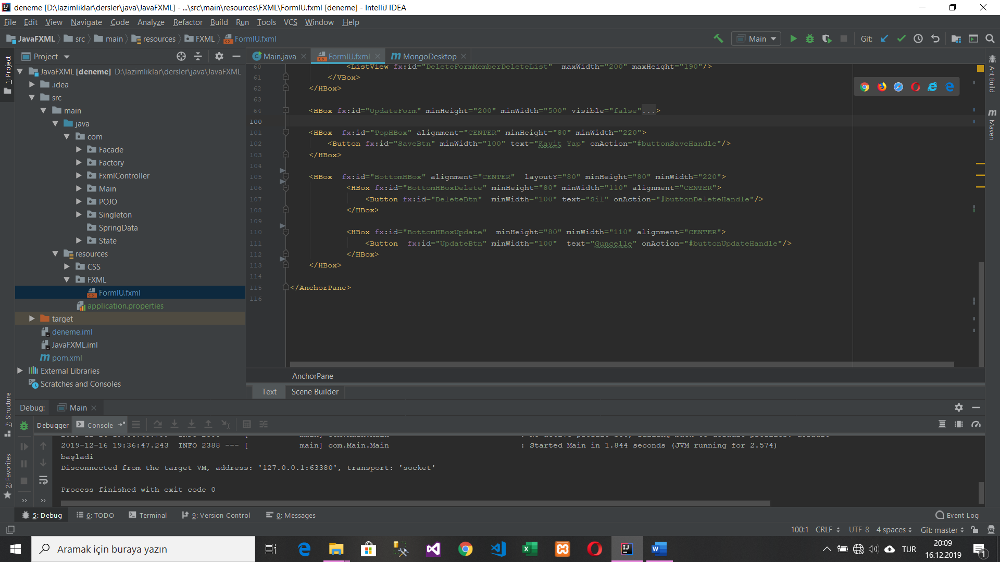 deneme [D:\lazimliklar\dersler\java\JavaFXML] - ...\src\main\resources\FXML\FormIU.fxml [deneme] - IntelliJ IDEA
File Edit View Navigate Code Analyze Refactor Build Run Tools VCS Window Help
JavaFXML src main resources FXML FormIU.fxml Main Git:
Project Main.java FormIU.fxml MongoDesktop
1: Project
Ant Build
Maven
JavaFXML [deneme] D:\lazimliklar\dersler\java\JavaFXML
.idea
src
main
java
com
Facade
Factory
FxmlController
Main
POJO
Singleton
SpringData
State
resources
CSS
FXML
FormIU.fxml
application.properties
target
deneme.iml
JavaFXML.iml
pom.xml
External Libraries
Scratches and Consoles
60 <ListView fx:id="DeleteFormMemberDeleteList" maxWidth="200" maxHeight="190"/>
61 </VBox>
62 </HBox>
63
64 <HBox fx:id="UpdateForm" minHeight="200" minWidth="500" visible="false"...>
100
101 <HBox fx:id="TopHBox" alignment="CENTER" minHeight="80" minWidth="220">
102 <Button fx:id="SaveBtn" minWidth="100" text="Kayit Yap" onAction="#buttonSaveHandle"/>
103 </HBox>
104
105 <HBox fx:id="BottomHBox" alignment="CENTER" layoutY="80" minHeight="80" minWidth="220">
106 <HBox fx:id="BottomHBoxDelete" minHeight="80" minWidth="110" alignment="CENTER">
107 <Button fx:id="DeleteBtn" minWidth="100" text="Sil" onAction="#buttonDeleteHandle"/>
108 </HBox>
109
110 <HBox fx:id="BottomHBoxUpdate" minHeight="80" minWidth="110" alignment="CENTER">
111 <Button fx:id="UpdateBtn" minWidth="100" text="Guncelle" onAction="#buttonUpdateHandle"/>
112 </HBox>
113 </HBox>
114
115 </AnchorPane>
116
AnchorPane
Text Scene Builder
7: Structure
2: Favorites
Debug: Main
Debugger Console
2019-12-16 19:36:47.243 INFO 2388 --- [ main] com.Main.Main : Started Main in 1.844 seconds (JVM running for 2.574)
başladi
Disconnected from the target VM, address: '127.0.0.1:63380', transport: 'socket'
Process finished with exit code 0
5: Debug 6: TODO Terminal 9: Version Control 0: Messages Event Log
100:1 CRLF UTF-8 4 spaces Git: master
Aramak için buraya yazın
TUR
20:09
16.12.2019
1